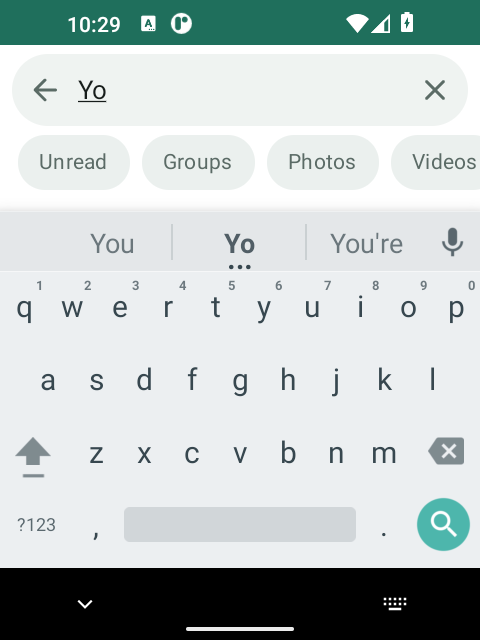 10:29 A
Yo
Unread Groups Photos Videos
You Yo You're
1 2 3 4 5 6 7 8 9 0
q w e r t y u i o p
a s d f g h j k l
z x c v b n m
?123 , .